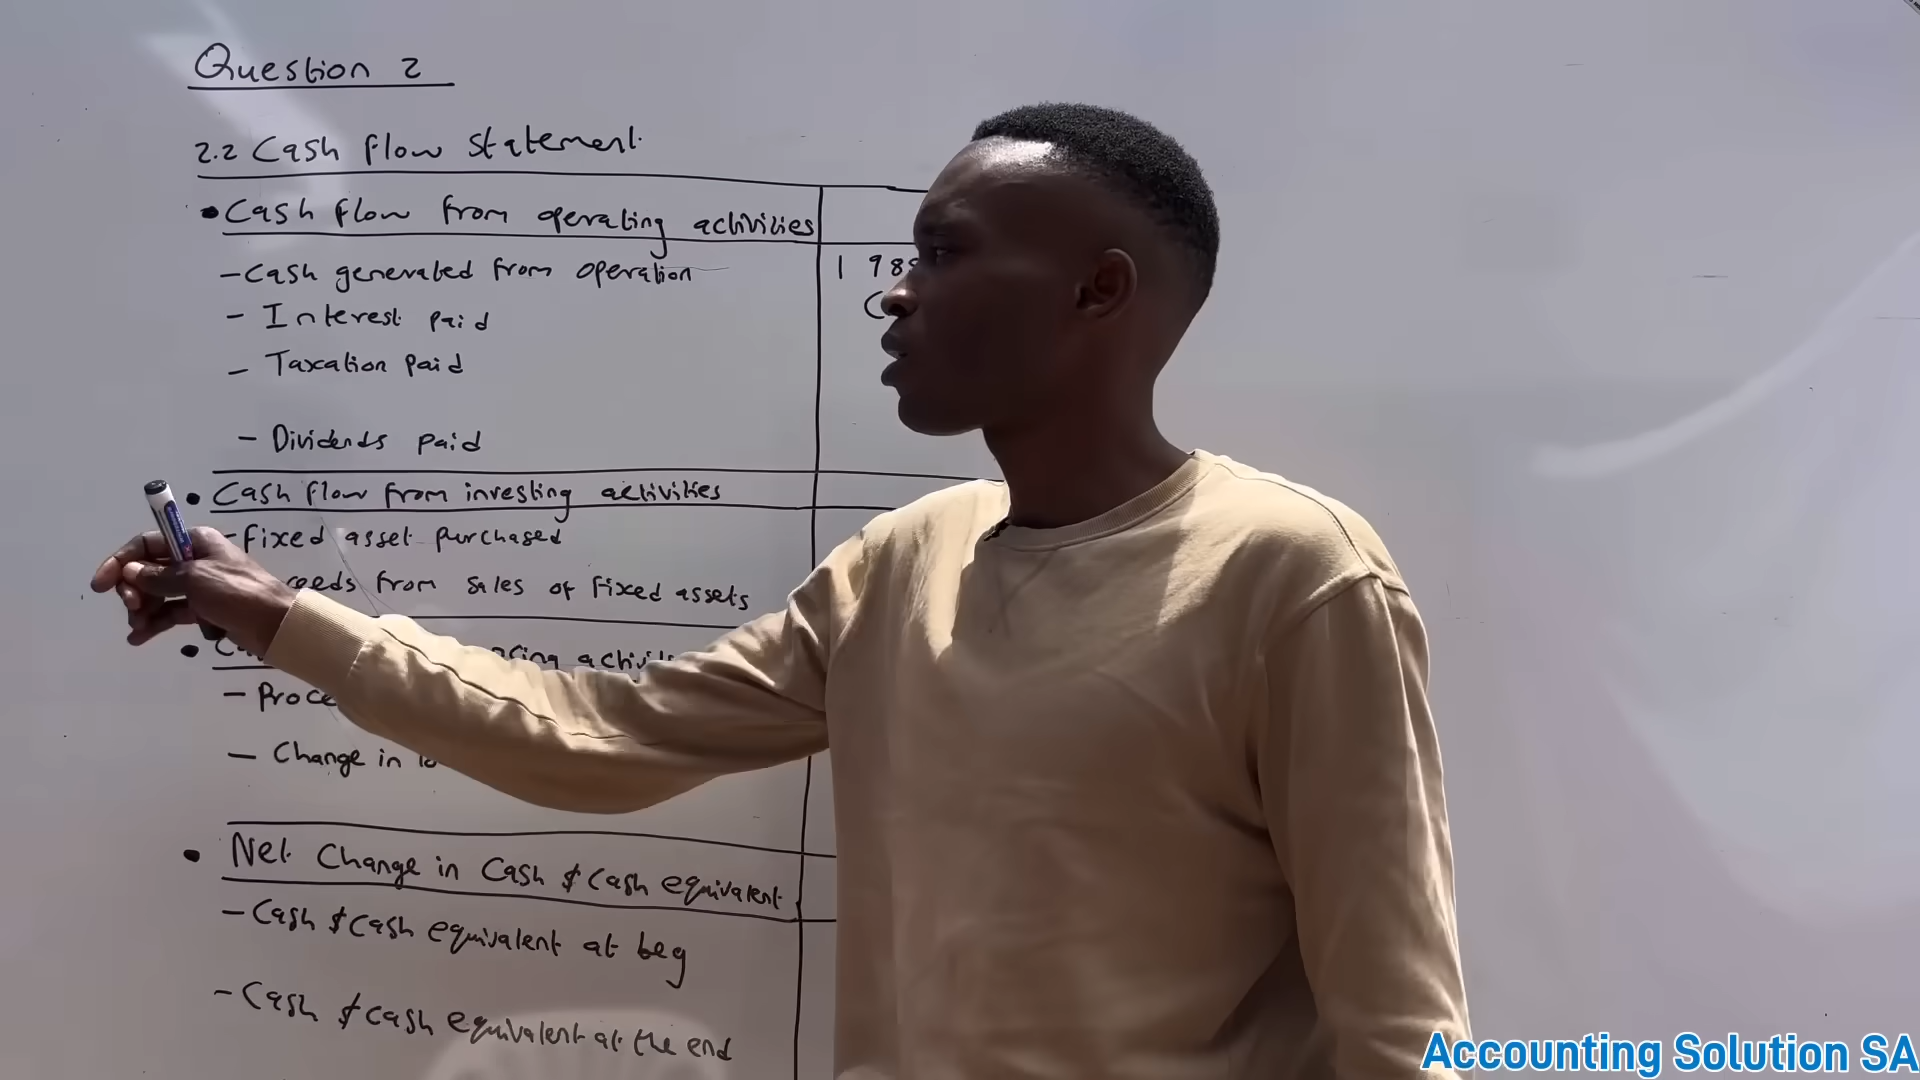 Question 2
2.2 Cash flow statement
• Cash flow from operating activities
- Cash generated from operation 1 98
- Interest paid (
- Taxation paid
- Dividends paid
• Cash flow from investing activities
- fixed asset purchased
ceeds from sales of fixed assets
activi
- Proce
- Change in
• Net Change in Cash & Cash equivalent
- Cash & Cash equivalent at beg
- Cash & Cash equivalent at the end
Accounting Solution SA